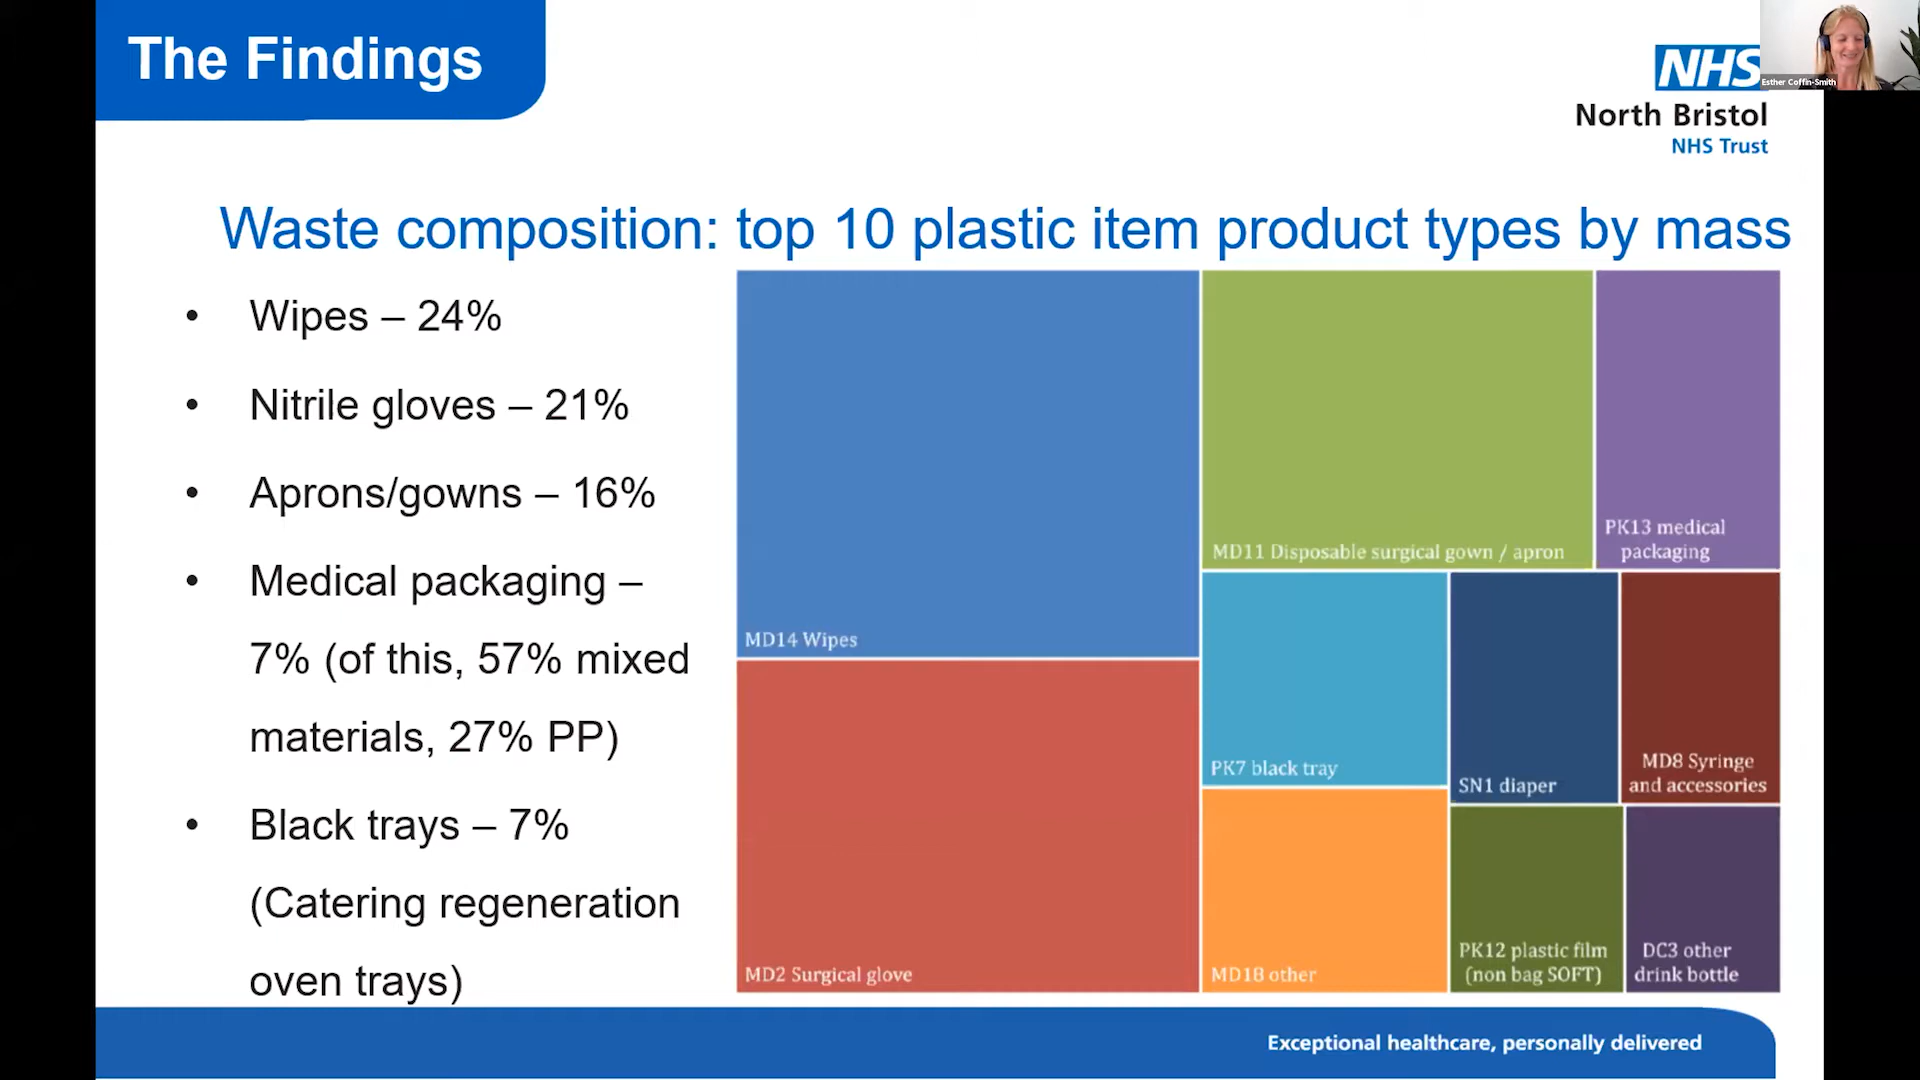 The Findings
NHS
Esther Coffin-Smith
North Bristol
NHS Trust
Waste composition: top 10 plastic item product types by mass
• Wipes – 24%
• Nitrile gloves – 21%
• Aprons/gowns – 16%
• Medical packaging –
7% (of this, 57% mixed
materials, 27% PP)
• Black trays – 7%
(Catering regeneration
oven trays)
MD14 Wipes
MD2 Surgical glove
MD11 Disposable surgical gown / apron
PK13 medical
packaging
PK7 black tray
SN1 diaper
MD8 Syringe
and accessories
MD18 other
PK12 plastic film
(non bag SOFT)
DC3 other
drink bottle
Exceptional healthcare, personally delivered